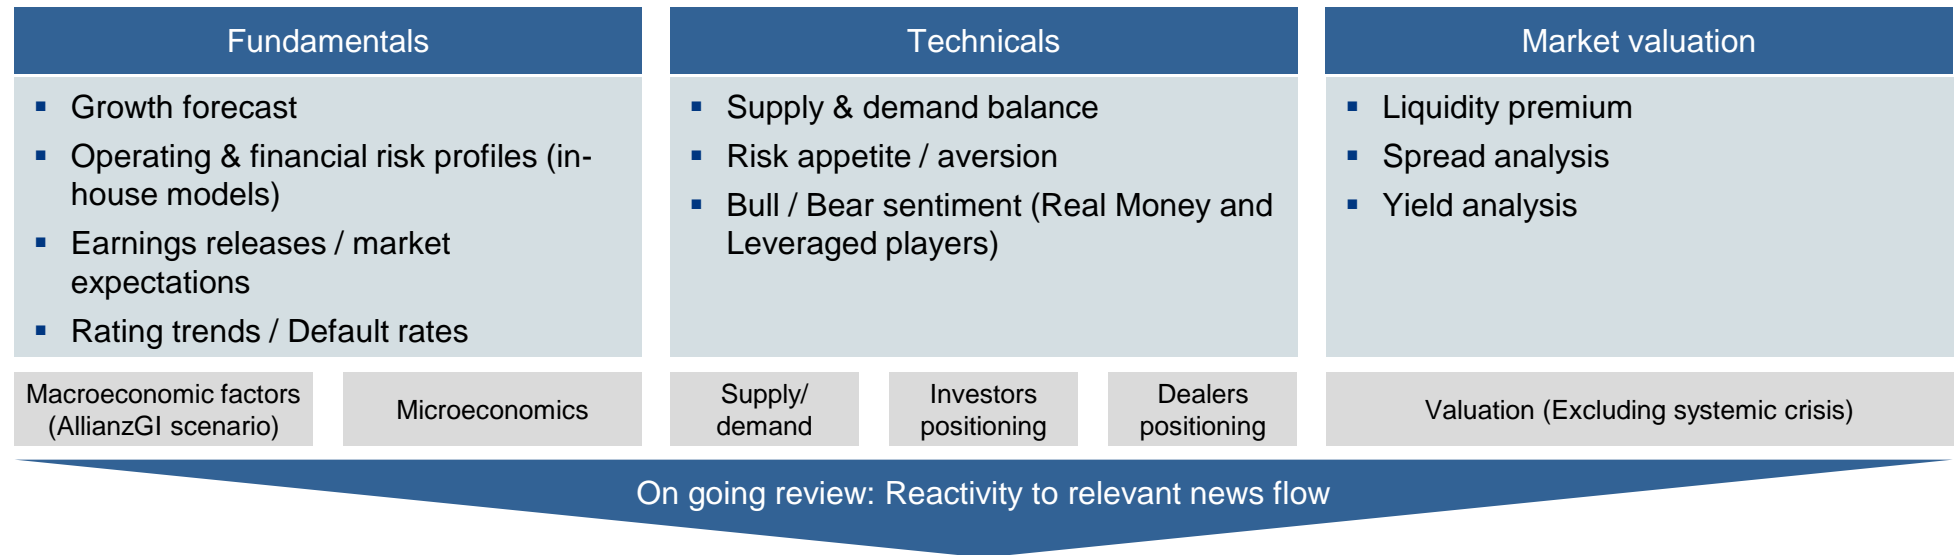 Fundamentals
Growth forecast
Operating & financial risk profiles (in-
house models)
Earnings releases / market
expectations
Rating trends / Default rates
Technicals
Supply & demand balance
Risk appetite / aversion
Bull / Bear sentiment (Real Money and
Leveraged players)
Market valuation
Liquidity premium
Spread analysis
Yield analysis
Macroeconomic factors
(AllianzGI scenario)
Microeconomics
Supply/
demand
Investors
positioning
Dealers
positioning
Valuation (Excluding systemic crisis)
On going review: Reactivity to relevant news flow